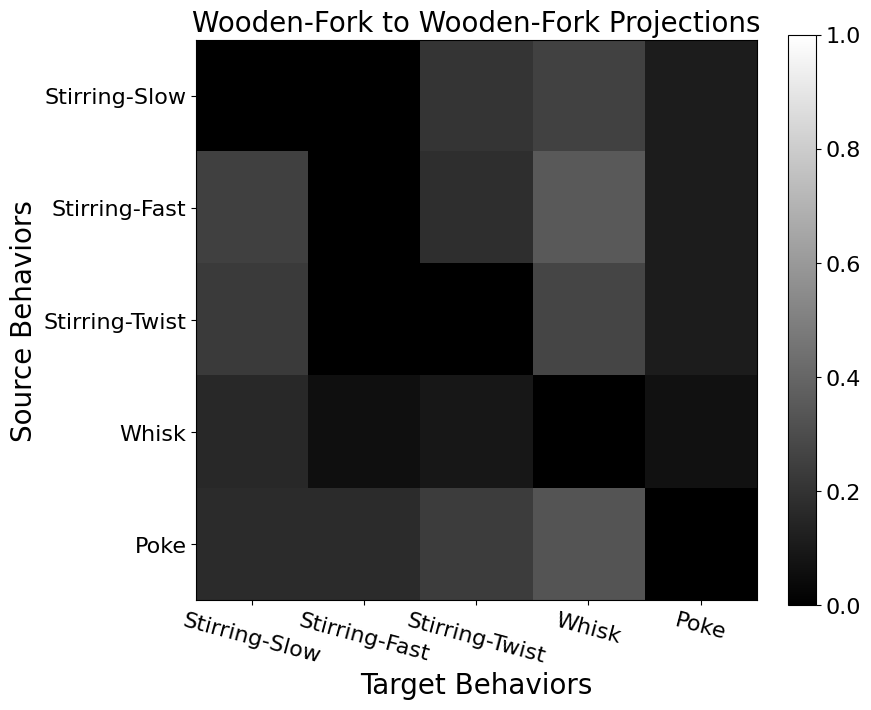 Wooden-Fork to Wooden-Fork Projections
Source Behaviors
Stirring-Slow
Stirring-Fast
Stirring-Twist
Whisk
Poke
Stirring-Slow
Stirring-Fast
Stirring-Twist
Whisk
Poke
Target Behaviors
1.0
0.8
0.6
0.4
0.2
0.0